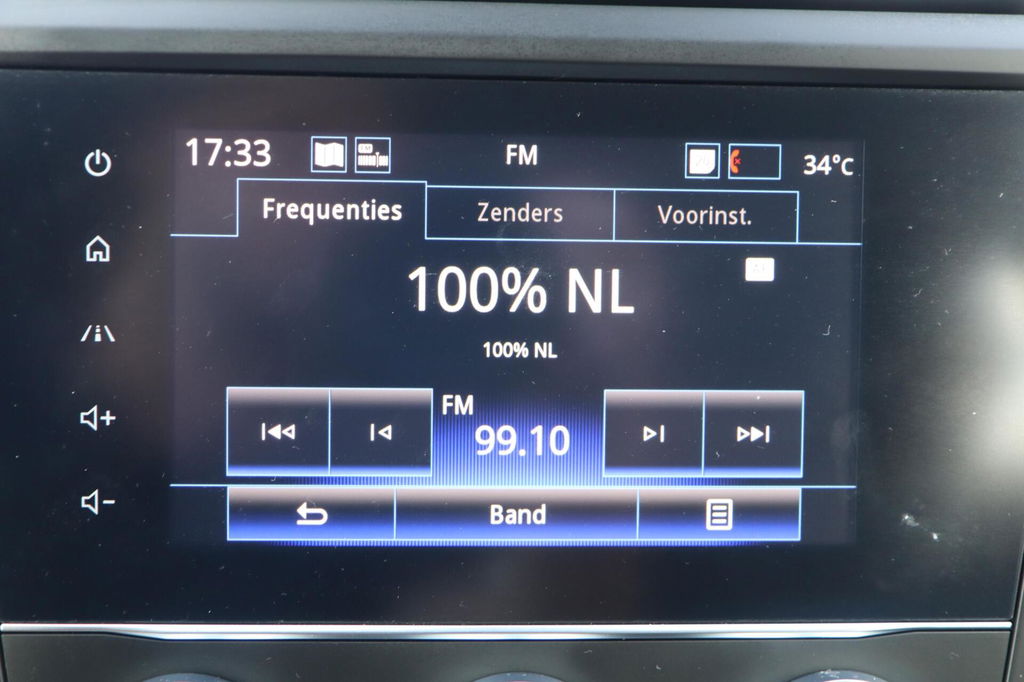 17:33 FM 34°C
Frequenties Zenders Voorinst.
100% NL
100% NL
FM
99.10
Band